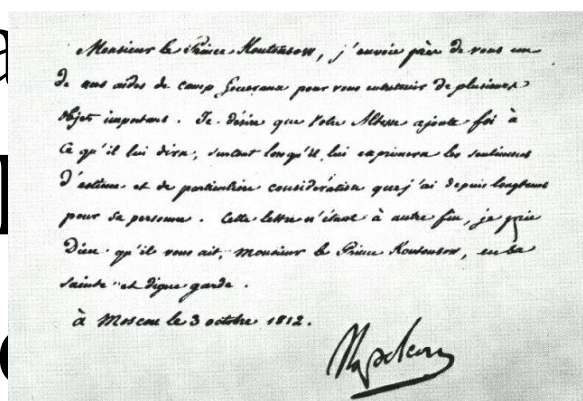 Monsieur le Prince Koutousow, j'envoie près de vous un
de mes aides de camp Généraux pour vous entretenir de plusieurs
objets importans. Je désire que Votre Altesse ajoute foi à
ce qu'il lui dira, surtout lorsqu'il lui exprimera les sentimens
d'estime et de particulière considération que j'ai depuis longtems
pour sa personne. Cette lettre n'étant à autre fin, je prie
Dieu qu'il vous ait, monsieur le Prince Koutousow, en sa
sainte et digne garde.
à Moscou le 3 octobre 1812.
Napoleon